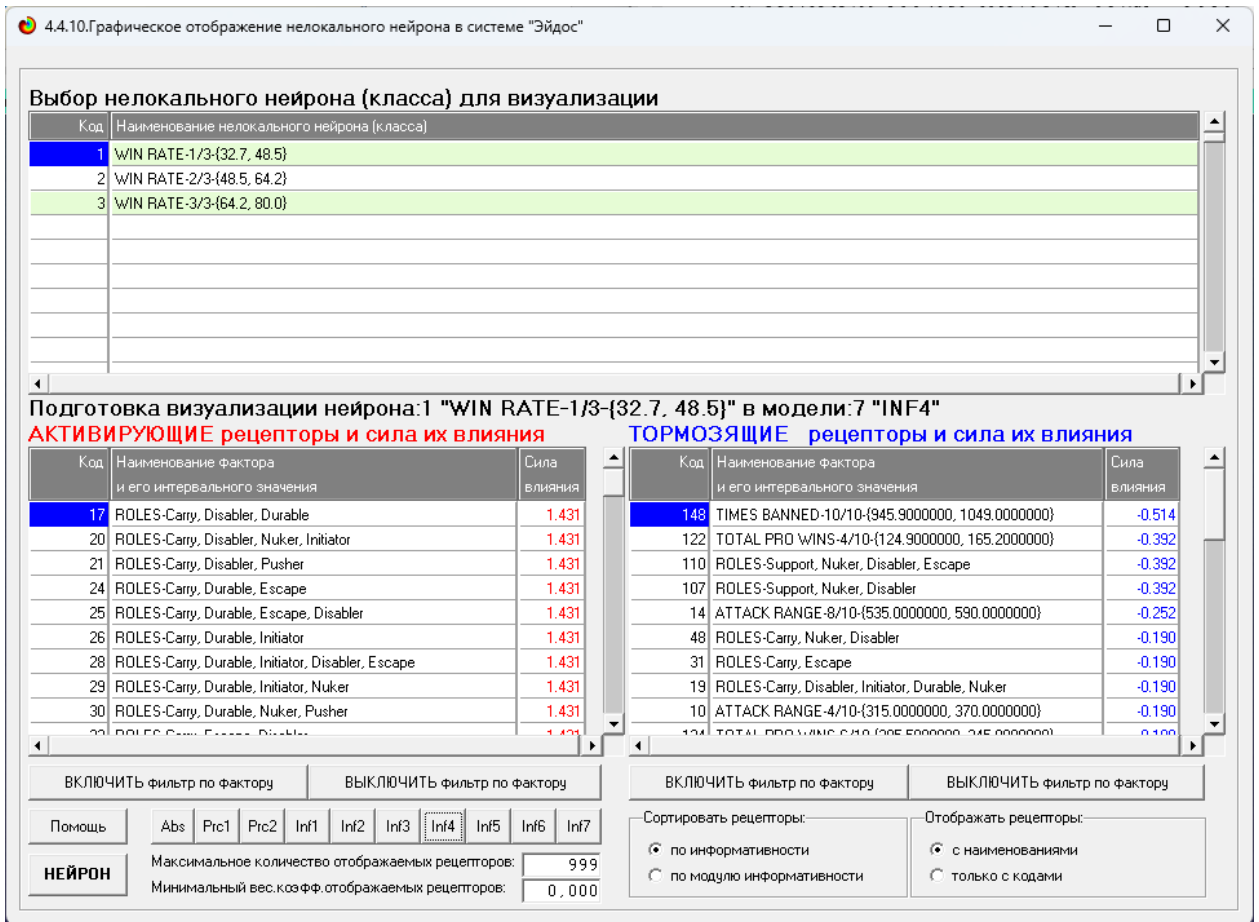 4.4.10.Графическое отображение нелокального нейрона в системе "Эйдос"
Выбор нелокального нейрона (класса) для визуализации
Код Наименование нелокального нейрона (класса)
1 WIN RATE-1/3-{32.7, 48.5}
2 WIN RATE-2/3-{48.5, 64.2}
3 WIN RATE-3/3-{64.2, 80.0}
Подготовка визуализации нейрона:1 "WIN RATE-1/3-{32.7, 48.5}" в модели:7 "INF4"
АКТИВИРУЮЩИЕ рецепторы и сила их влияния
Код Наименование фактора Сила
и его интервального значения влияния
17 ROLES-Carry, Disabler, Durable 1.431
20 ROLES-Carry, Disabler, Nuker, Initiator 1.431
21 ROLES-Carry, Disabler, Pusher 1.431
24 ROLES-Carry, Durable, Escape 1.431
25 ROLES-Carry, Durable, Escape, Disabler 1.431
26 ROLES-Carry, Durable, Initiator 1.431
28 ROLES-Carry, Durable, Initiator, Disabler, Escape 1.431
29 ROLES-Carry, Durable, Initiator, Nuker 1.431
30 ROLES-Carry, Durable, Nuker, Pusher 1.431
ТОРМОЗЯЩИЕ рецепторы и сила их влияния
Код Наименование фактора Сила
и его интервального значения влияния
148 TIMES BANNED-10/10-{945.9000000, 1049.0000000} -0.514
122 TOTAL PRO WINS-4/10-{124.9000000, 165.2000000} -0.392
110 ROLES-Support, Nuker, Disabler, Escape -0.392
107 ROLES-Support, Nuker, Disabler -0.392
14 ATTACK RANGE-8/10-{535.0000000, 590.0000000} -0.252
48 ROLES-Carry, Nuker, Disabler -0.190
31 ROLES-Carry, Escape -0.190
19 ROLES-Carry, Disabler, Initiator, Durable, Nuker -0.190
10 ATTACK RANGE-4/10-{315.0000000, 370.0000000} -0.190
ВКЛЮЧИТЬ фильтр по фактору ВЫКЛЮЧИТЬ фильтр по фактору
ВКЛЮЧИТЬ фильтр по фактору ВЫКЛЮЧИТЬ фильтр по фактору
Помощь Abs Prc1 Prc2 Inf1 Inf2 Inf3 Inf4 Inf5 Inf6 Inf7
НЕЙРОН
Максимальное количество отображаемых рецепторов: 999
Минимальный вес.коэфф.отображаемых рецепторов: 0,000
Сортировать рецепторы:
по информативности
по модулю информативности
Отображать рецепторы:
с наименованиями
только с кодами